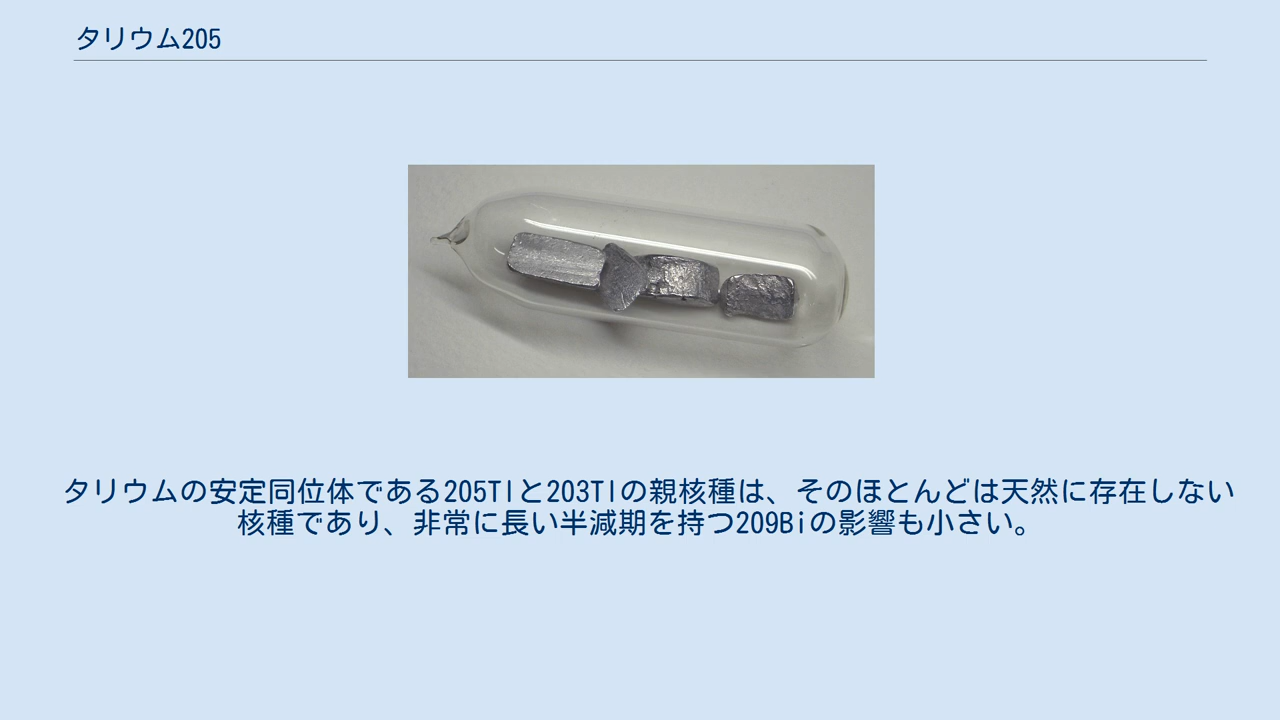 タリウム205
タリウムの安定同位体である205Tlと203Tlの親核種は、そのほとんどは天然に存在しない
核種であり、非常に長い半減期を持つ209Biの影響も小さい。